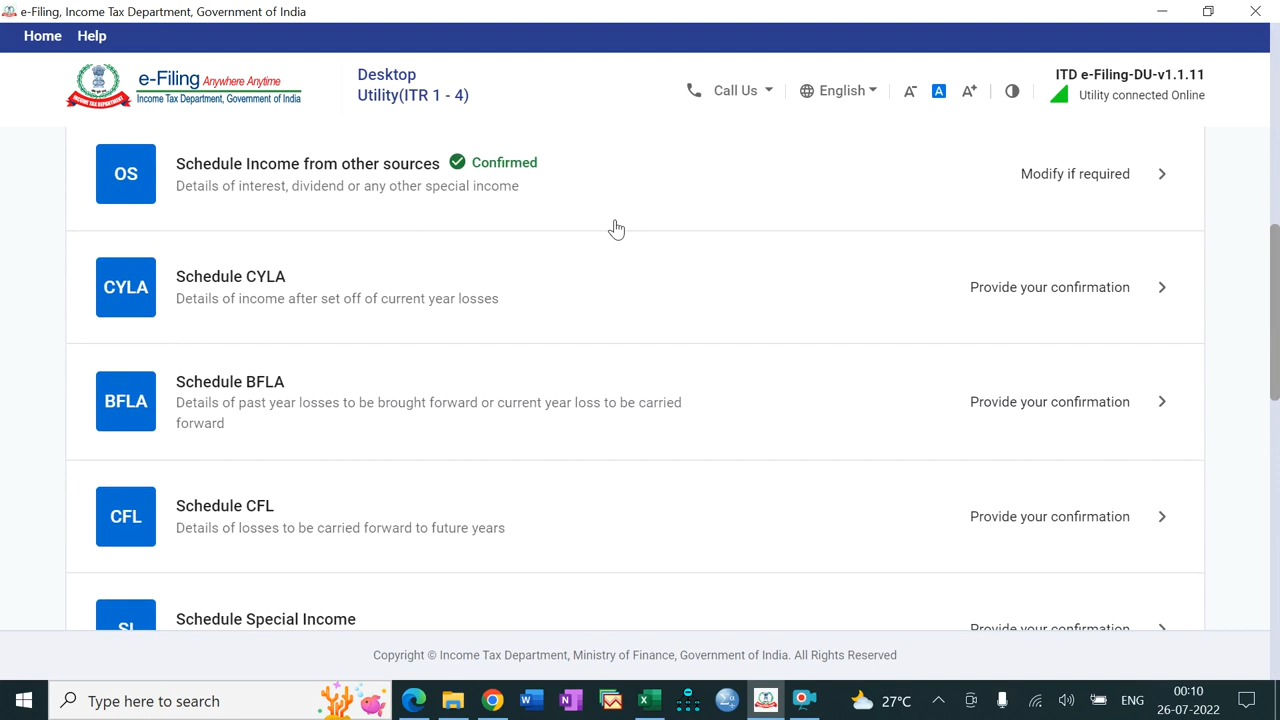 e-Filing, Income Tax Department, Government of India
Home Help
e-Filing Anywhere Anytime
Income Tax Department, Government of India
Desktop
Utility(ITR 1 - 4)
Call Us
English
A-
A
A+
ITD e-Filing-DU-v1.1.11
Utility connected Online
OS
Schedule Income from other sources Confirmed
Details of interest, dividend or any other special income
Modify if required
CYLA
Schedule CYLA
Details of income after set off of current year losses
Provide your confirmation
BFLA
Schedule BFLA
Details of past year losses to be brought forward or current year loss to be carried
forward
Provide your confirmation
CFL
Schedule CFL
Details of losses to be carried forward to future years
Provide your confirmation
SI
Schedule Special Income
Provide your confirmation
Copyright © Income Tax Department, Ministry of Finance, Government of India. All Rights Reserved
Type here to search
27°C
ENG
00:10
26-07-2022